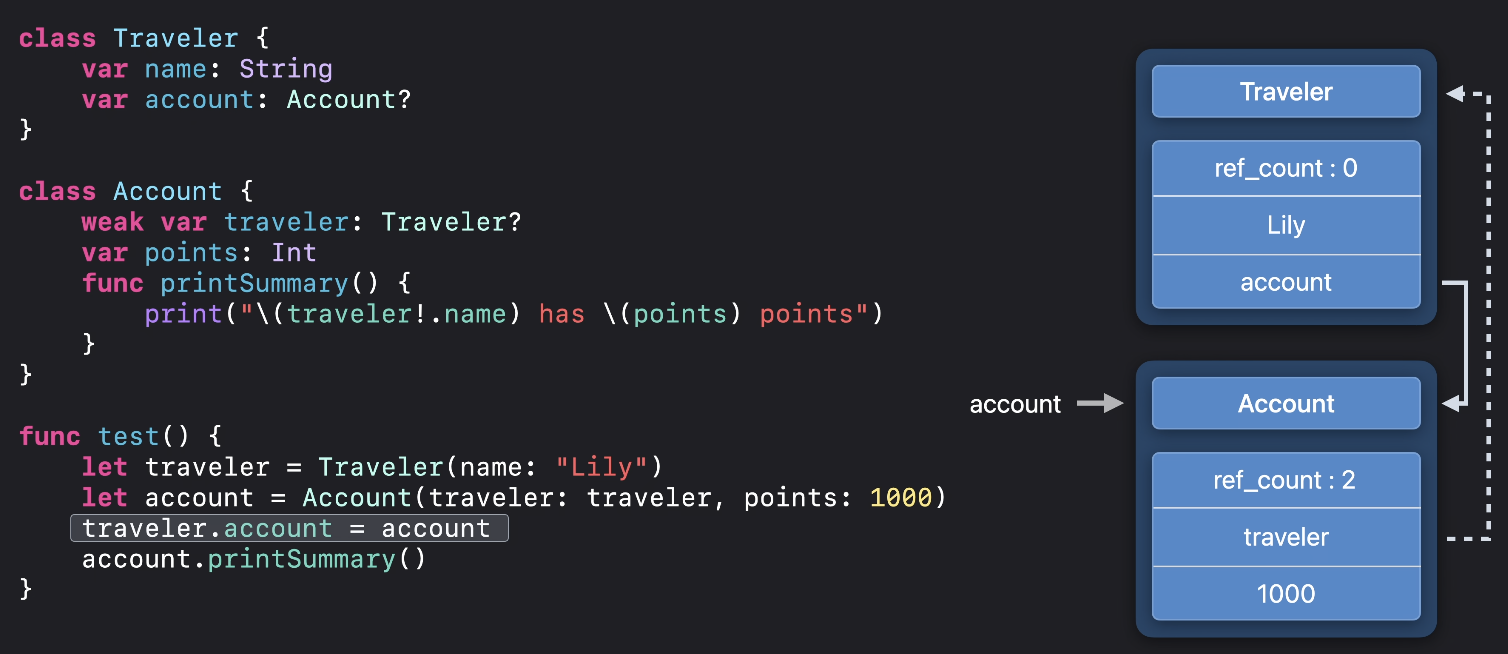 class Traveler {
    var name: String
    var account: Account?
}
class Account {
    weak var traveler: Traveler?
    var points: Int
    func printSummary() {
        print("\(traveler!.name) has \(points) points")
    }
}
func test() {
    let traveler = Traveler(name: "Lily")
    let account = Account(traveler: traveler, points: 1000)
    traveler.account = account
    account.printSummary()
}
Traveler
ref_count : 0
Lily
account
account
Account
ref_count : 2
traveler
1000